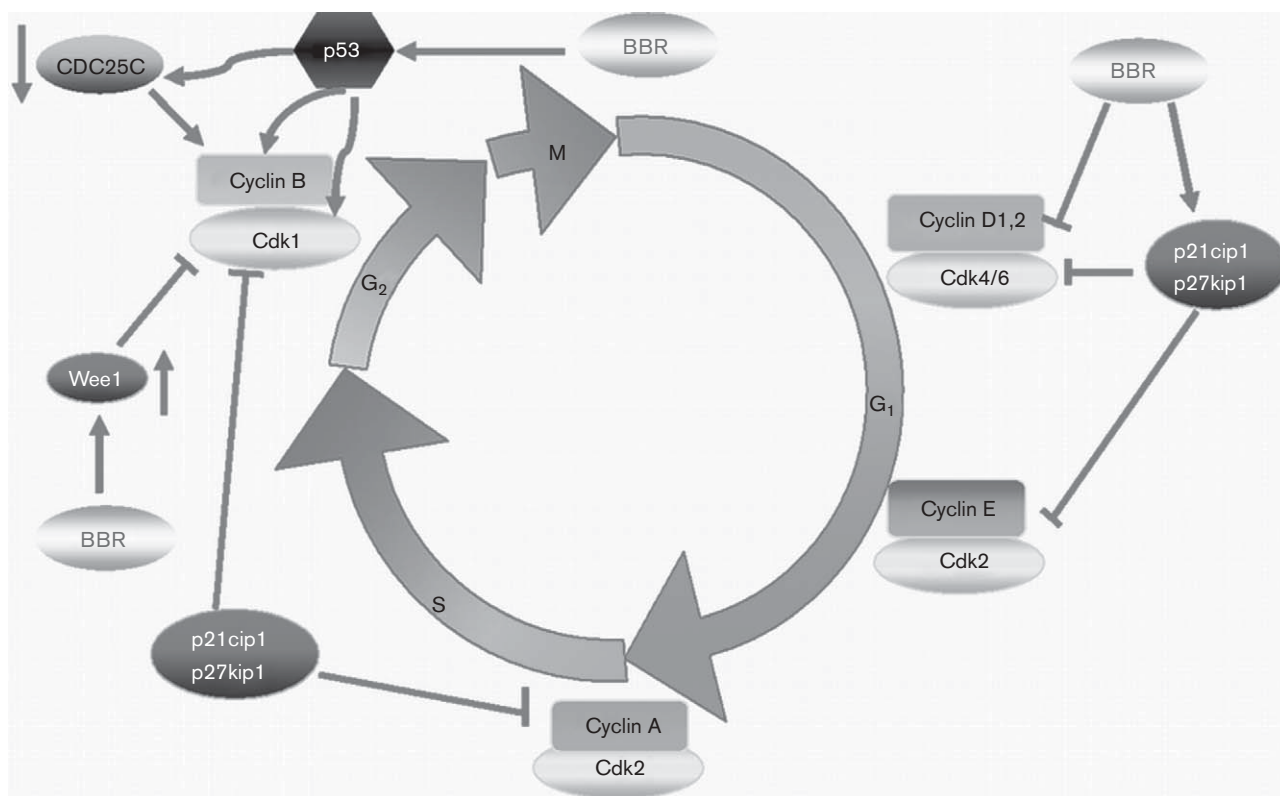 p53
BBR
CDC25C
BBR
M
Cyclin B
Cdk1
Cyclin D1,2
Cdk4/6
p21cip1
p27kip1
G₂
Wee1
G₁
Cyclin E
Cdk2
BBR
S
p21cip1
p27kip1
Cyclin A
Cdk2